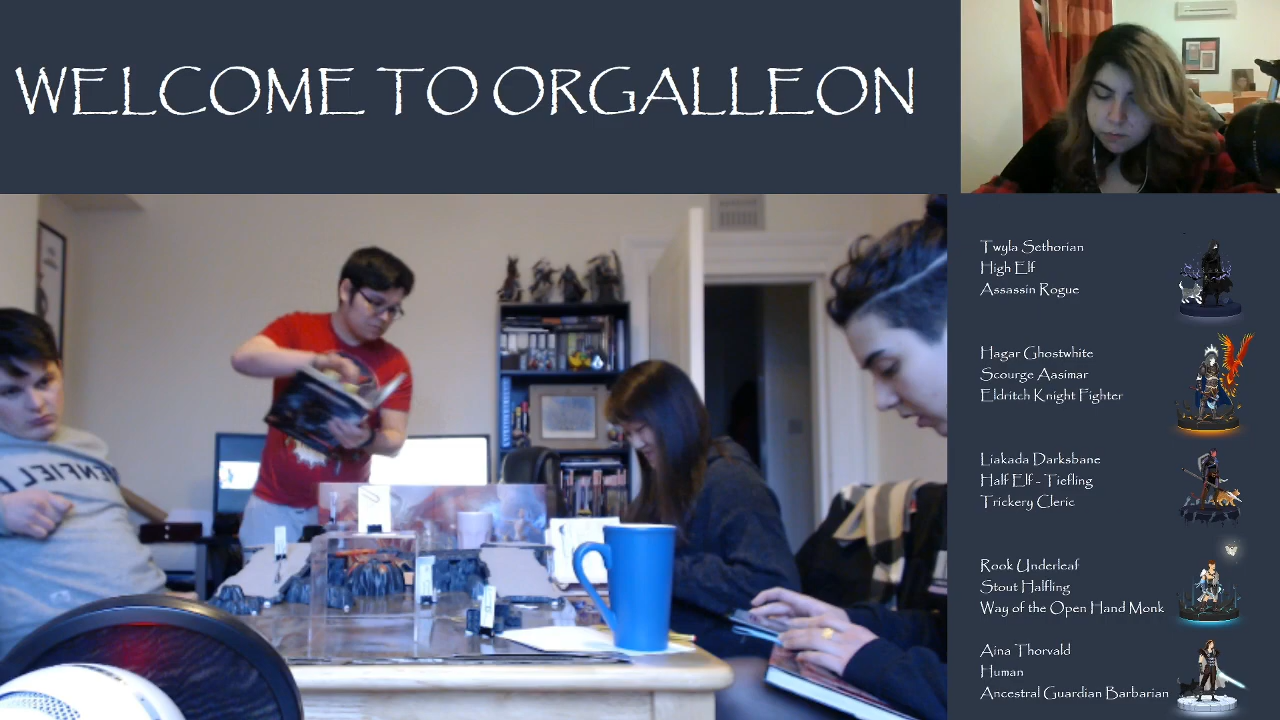 WELCOME TO ORGALLEON
Twyla Sethorian
High Elf
Assassin Rogue
Hagar Ghostwhite
Scourge Aasimar
Eldritch Knight Fighter
Liakada Darksbane
Half Elf - Tiefling
Trickery Cleric
Rook Underleaf
Stout Halfling
Way of the Open Hand Monk
Aina Thorvald
Human
Ancestral Guardian Barbarian